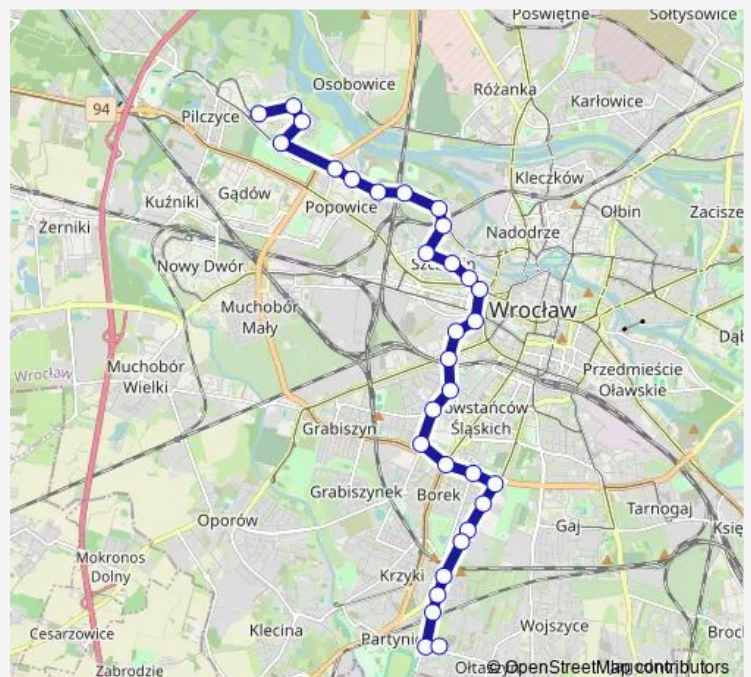 Poświętne
Sołtysowice
Osobowice
Różanka
Karłowice
94
Pilczyce
Kleczków
Gądów
Kuźniki
Popowice
Ołbin
Zacisze
Żerniki
Nadodrze
Nowy Dwór
Wrocław
Muchobór
Mały
Muchobór
Wielki
Wrocław
Przedmieście
Oławskie
Grabiszyn
Śląskich
Grabiszynek
Borek
Tarnogaj
Oporów
Gaj
Mokronos
Dolny
Krzyki
Cesarzowice
Klecina
Wojszyce
Zabrodzie
© OpenStreetMap contributors